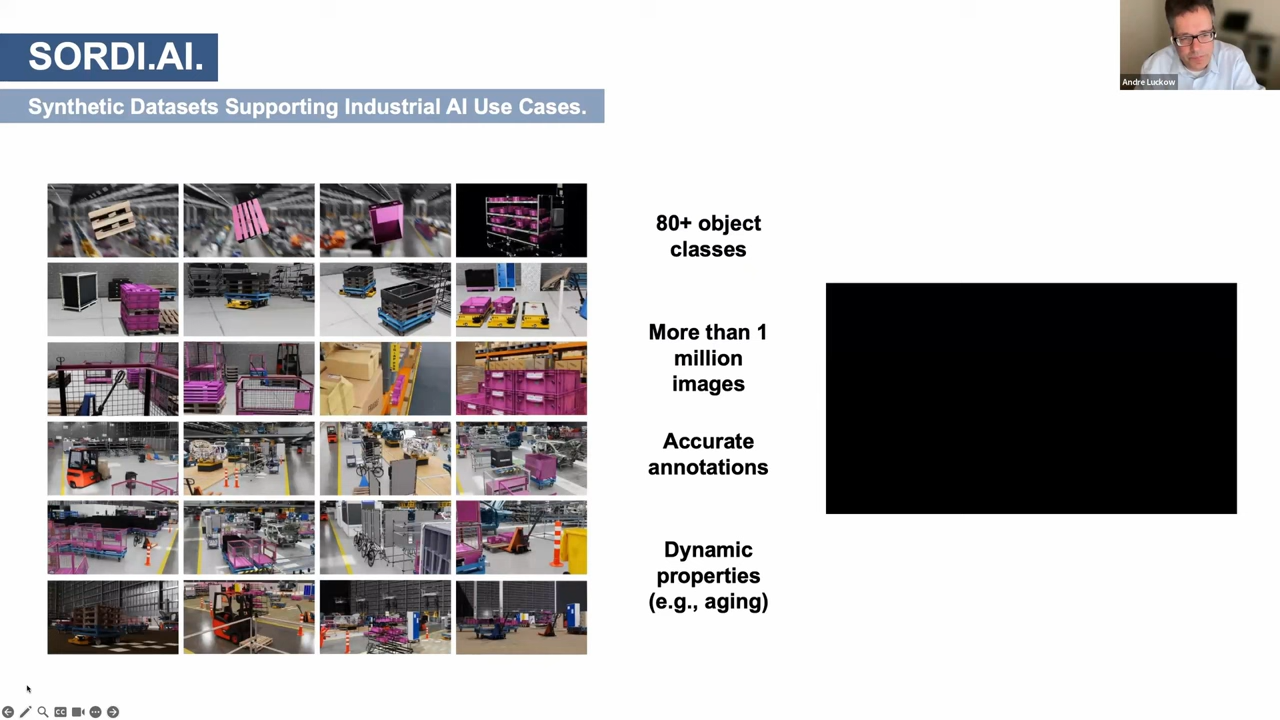 SORDI.AI.
Synthetic Datasets Supporting Industrial AI Use Cases.
Andre Luckow
80+ object
classes
More than 1
million
images
Accurate
annotations
Dynamic
properties
(e.g., aging)
CC